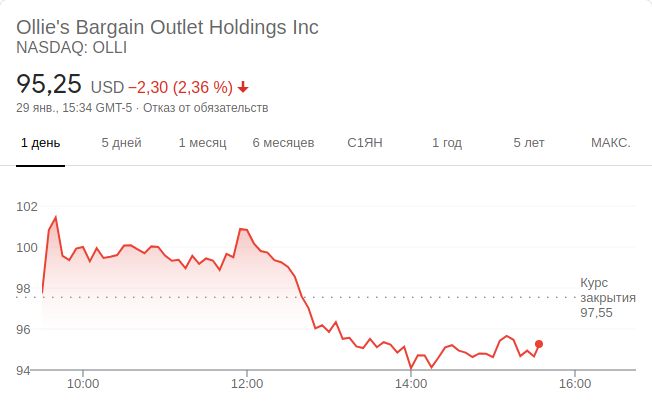 Ollie's Bargain Outlet Holdings Inc
NASDAQ: OLLI
95,25 USD −2,30 (2,36 %)
29 янв., 15:34 GMT-5 · Отказ от обязательств
1 день 5 дней 1 месяц 6 месяцев С1ЯН 1 год 5 лет МАКС.
102
100
98
96
94
Курс
закрытия
97,55
10:00 12:00 14:00 16:00